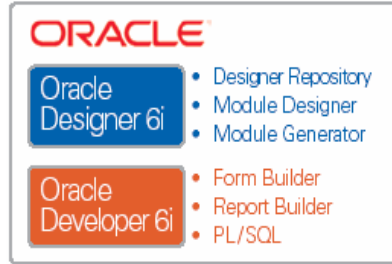 ORACLE
Oracle
Designer 6i
• Designer Repository
• Module Designer
• Module Generator
Oracle
Developer 6i
• Form Builder
• Report Builder
• PL/SQL